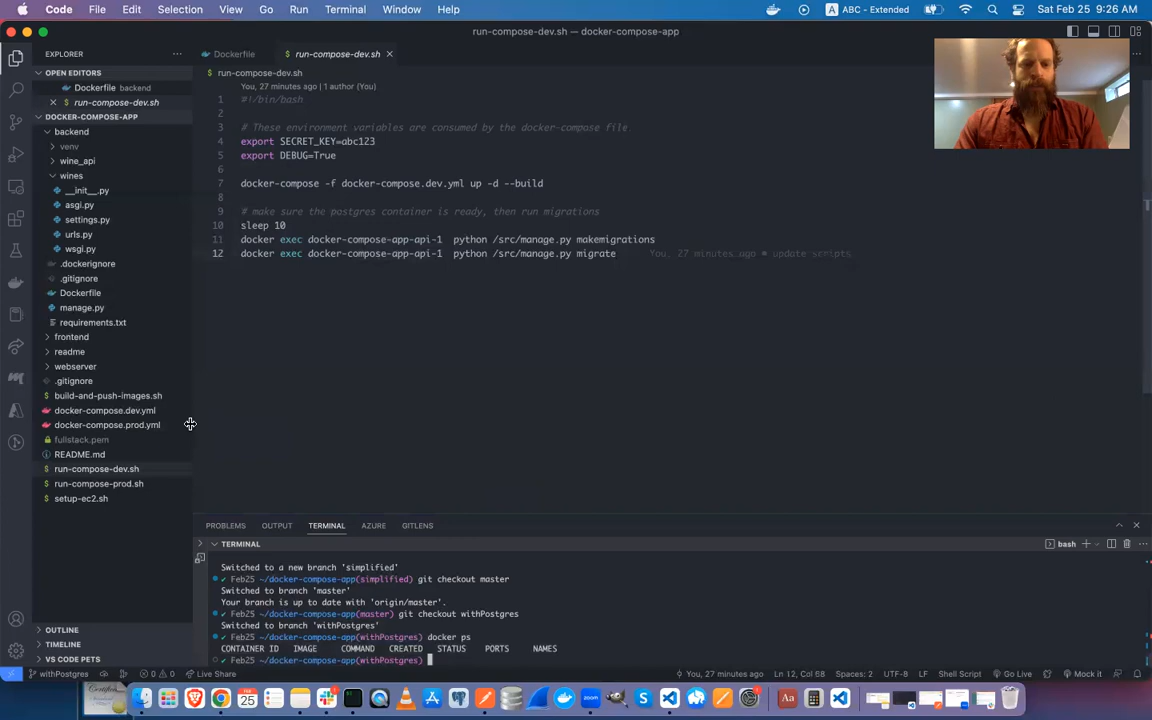 Code File Edit Selection View Go Run Terminal Window Help
A ABC - Extended Sat Feb 25 9:26 AM
run-compose-dev.sh — docker-compose-app
EXPLORER
OPEN EDITORS
Dockerfile backend
run-compose-dev.sh
DOCKER-COMPOSE-APP
backend
venv
wine_api
wines
__init__.py
asgi.py
settings.py
urls.py
wsgi.py
.dockerignore
.gitignore
Dockerfile
manage.py
requirements.txt
frontend
readme
webserver
.gitignore
build-and-push-images.sh
docker-compose.dev.yml
docker-compose.prod.yml
fullstack.pem
README.md
run-compose-dev.sh
run-compose-prod.sh
setup-ec2.sh
OUTLINE
TIMELINE
VS CODE PETS
Dockerfile
$ run-compose-dev.sh
$ run-compose-dev.sh
You, 27 minutes ago | 1 author (You)
1 #!/bin/bash
2
3 # These environment variables are consumed by the docker-compose file
4 export SECRET_KEY=abc123
5 export DEBUG=True
6
7 docker-compose -f docker-compose.dev.yml up -d --build
8
9 # make sure the postgres container is ready, then run migrations
10 sleep 10
11 docker exec docker-compose-app-api-1 python /src/manage.py makemigrations
12 docker exec docker-compose-app-api-1 python /src/manage.py migrate You, 27 minutes ago • update scripts
PROBLEMS OUTPUT TERMINAL AZURE GITLENS
TERMINAL
bash
Switched to a new branch 'simplified'
✔ Feb25 ~/docker-compose-app(simplified) git checkout master
Switched to branch 'master'
Your branch is up to date with 'origin/master'.
✔ Feb25 ~/docker-compose-app(master) git checkout withPostgres
Switched to branch 'withPostgres'
✔ Feb25 ~/docker-compose-app(withPostgres) docker ps
CONTAINER ID IMAGE COMMAND CREATED STATUS PORTS NAMES
✔ Feb25 ~/docker-compose-app(withPostgres)
withPostgres 0 0 Live Share You, 27 minutes ago Ln 12, Col 68 Spaces: 2 UTF-8 LF Shell Script Go Live Mock it
FEB
25
zoom
Aa